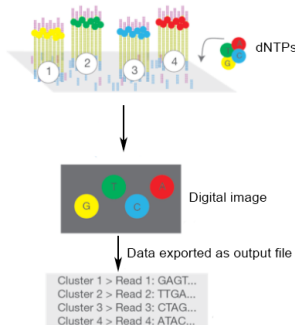 dNTPs
1
2
3
4
G
T
G
C
Digital image
Data exported as output file
Cluster 1 > Read 1: GAGT...
Cluster 2 > Read 2: TTGA...
Cluster 3 > Read 3: CTAG...
Cluster 4 > Read 4: ATAC...